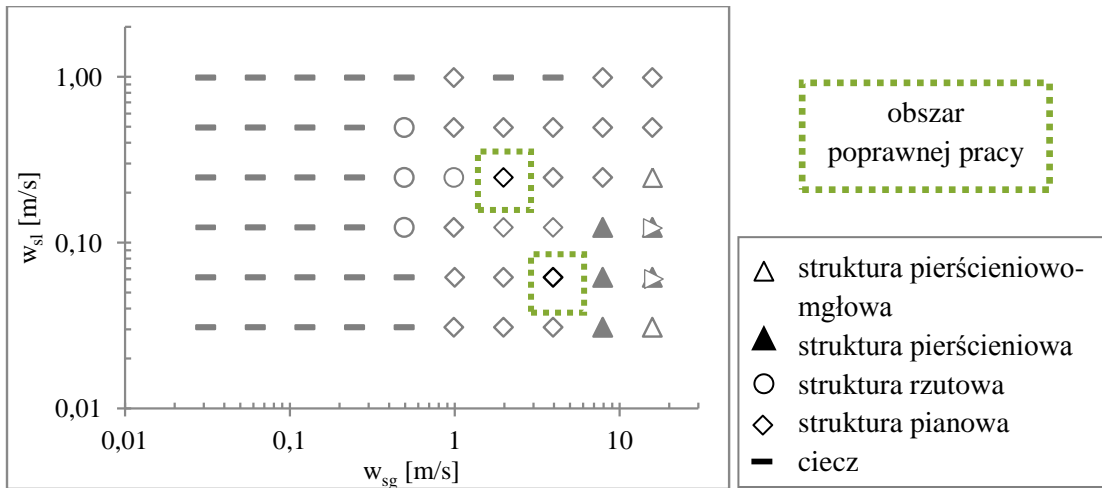 1,00
0,10
0,01
w_sl [m/s]
0,01
0,1
1
10
w_sg [m/s]
obszar
poprawnej pracy
struktura pierścieniowo-
mgłowa
struktura pierścieniowa
struktura rzutowa
struktura pianowa
ciecz